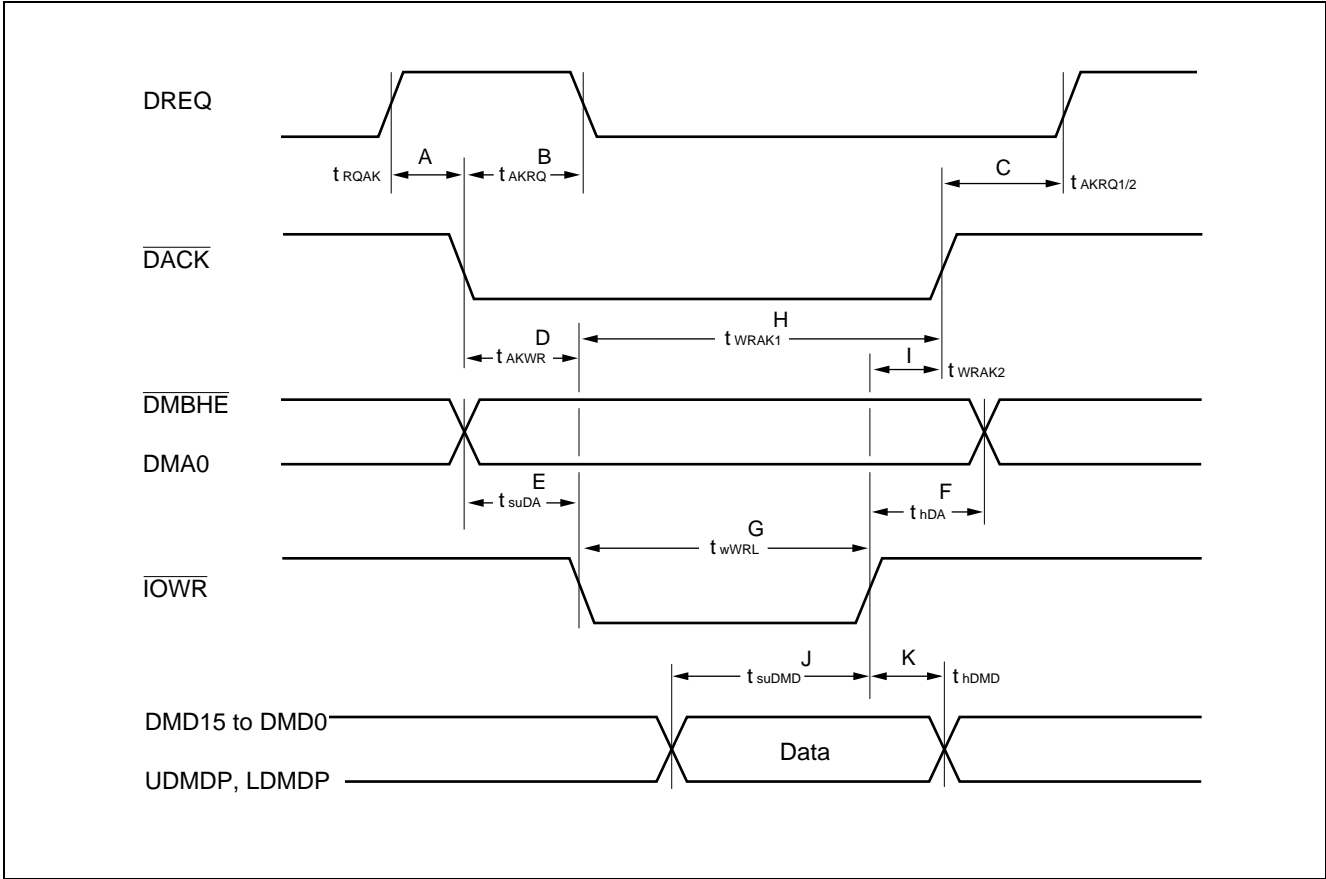 DREQ
A
B
C
t RQAK
t AKRQ
t AKRQ1/2
DACK
H
D
t WRAK1
t AKWR
I
t WRAK2
DMBHE
DMA0
E
F
t suDA
t hDA
G
t wWRL
IOWR
J
K
t suDMD
t hDMD
DMD15 to DMD0
Data
UDMDP, LDMDP